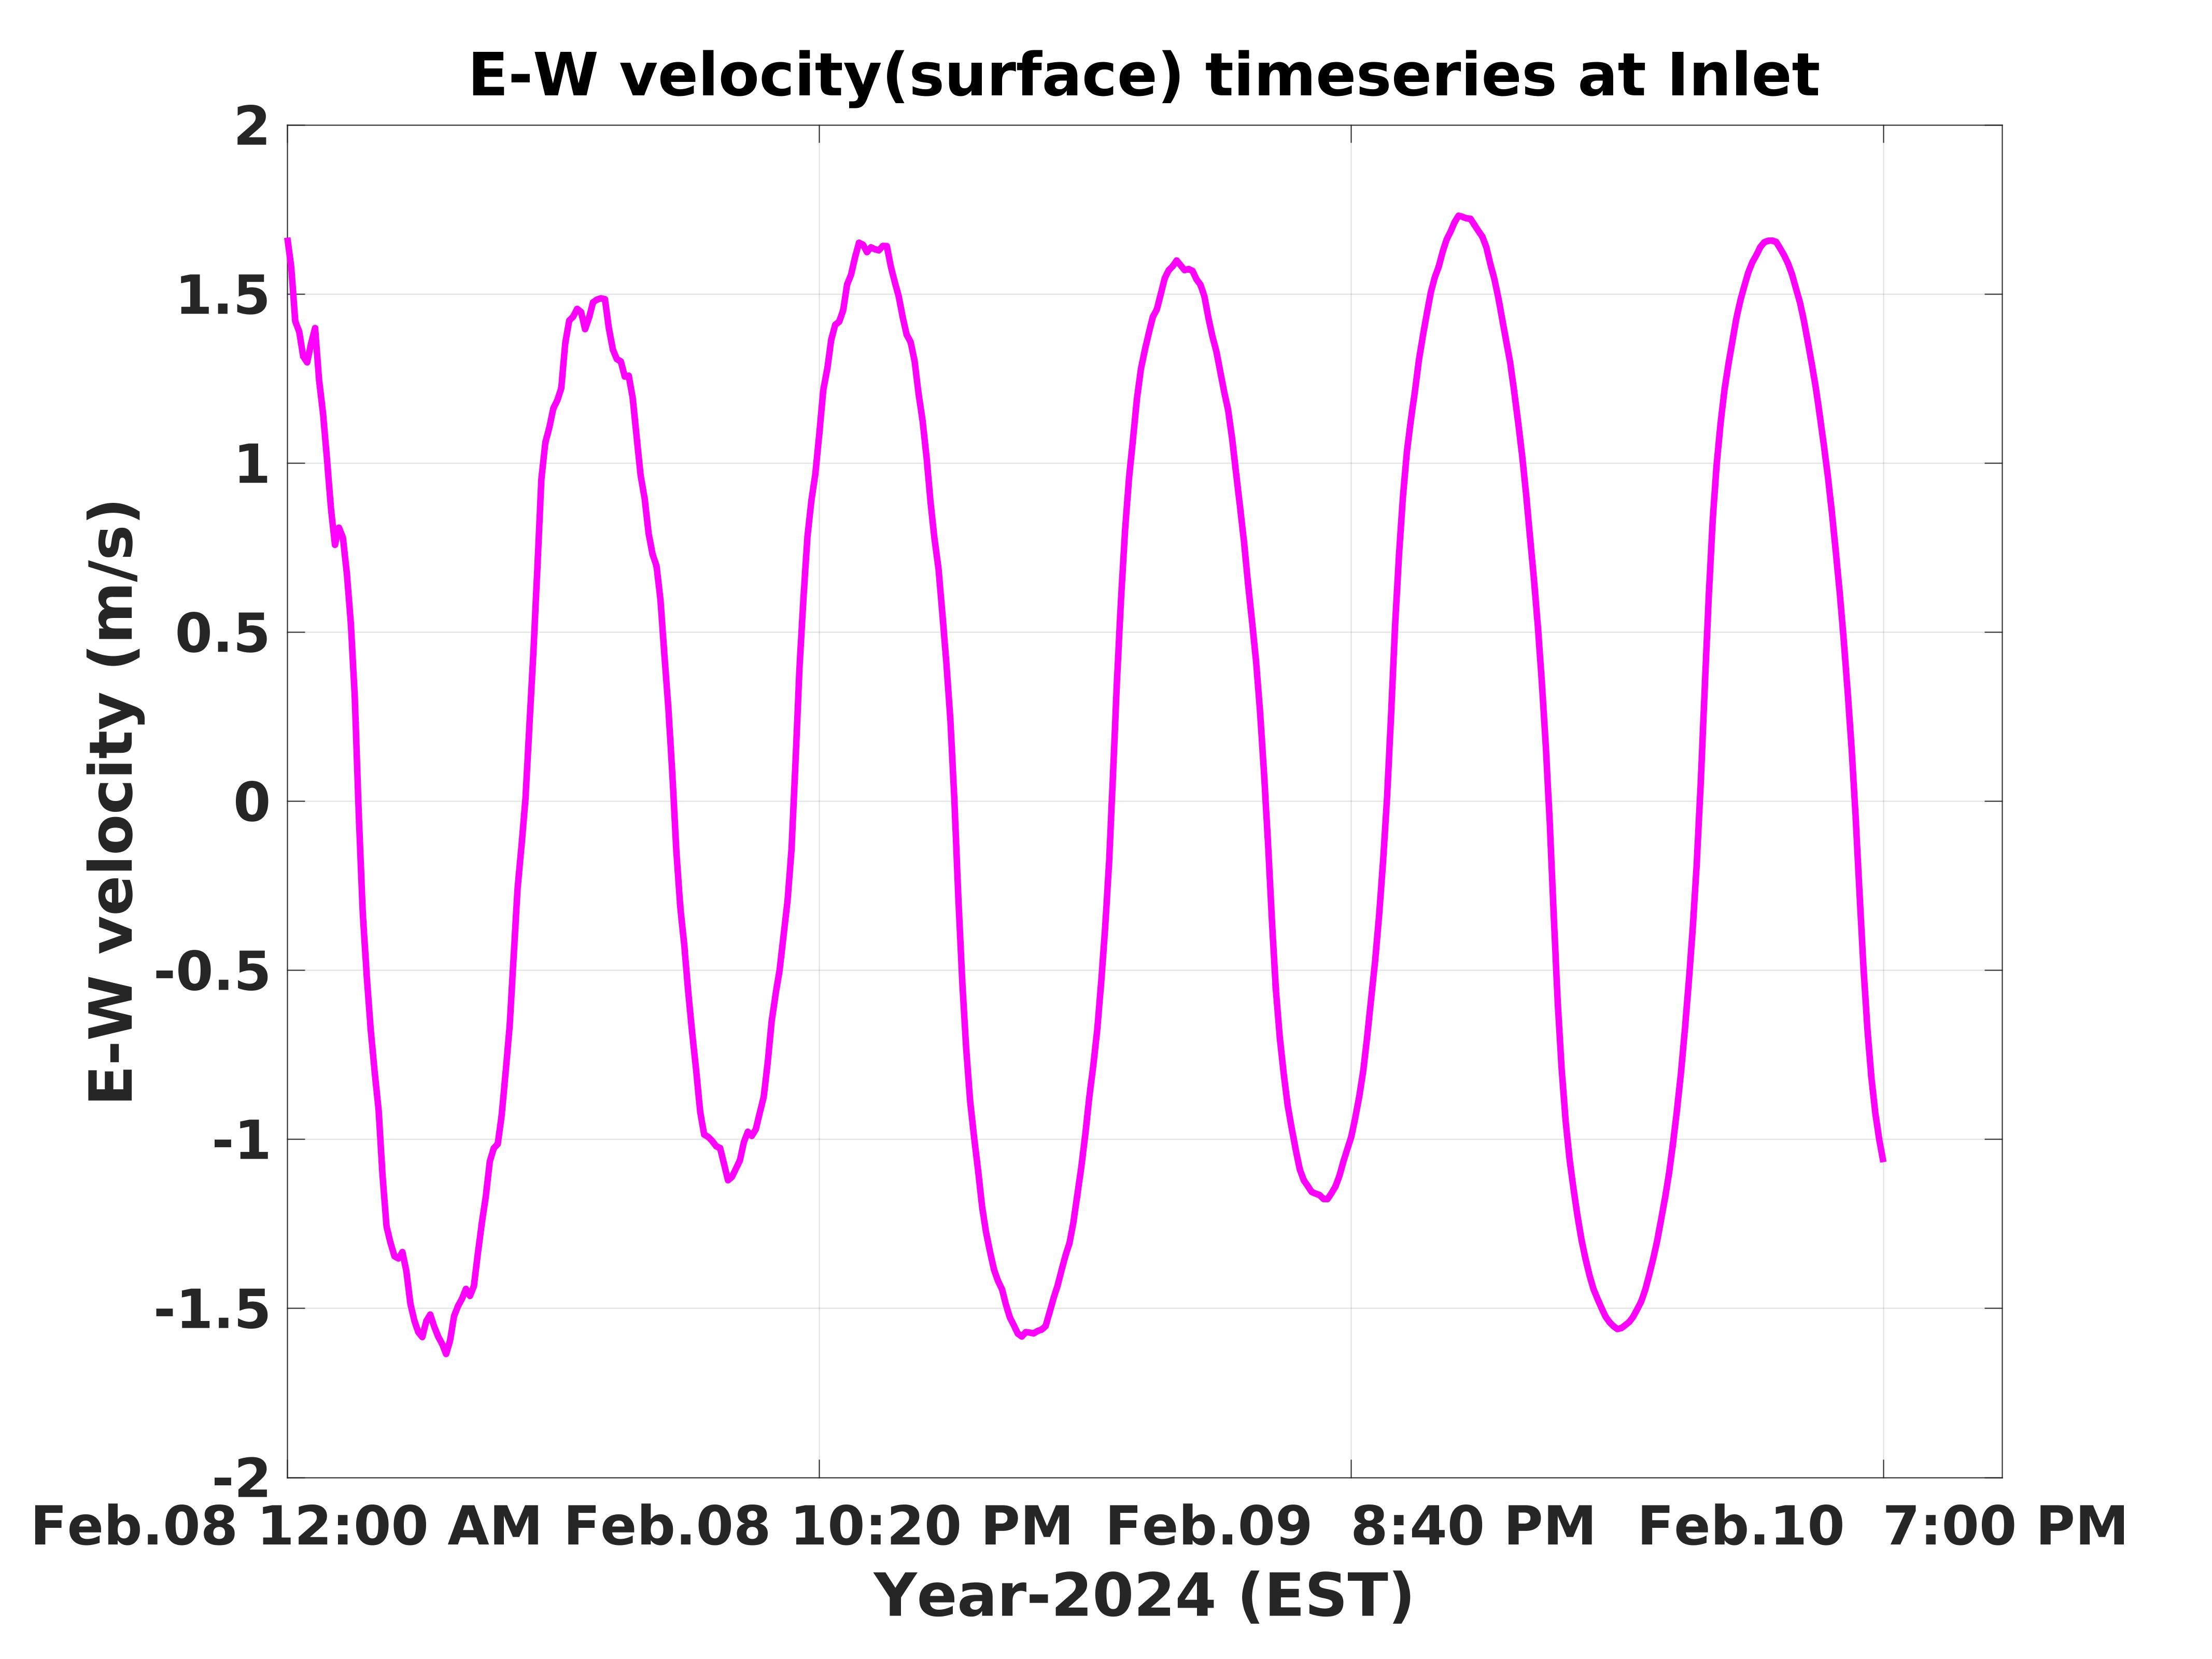 E-W velocity(surface) timeseries at Inlet
E-W velocity (m/s)
2
1.5
1
0.5
0
-0.5
-1
-1.5
-2
Feb.08 12:00 AM Feb.08 10:20 PM Feb.09 8:40 PM Feb.10 7:00 PM
Year-2024 (EST)